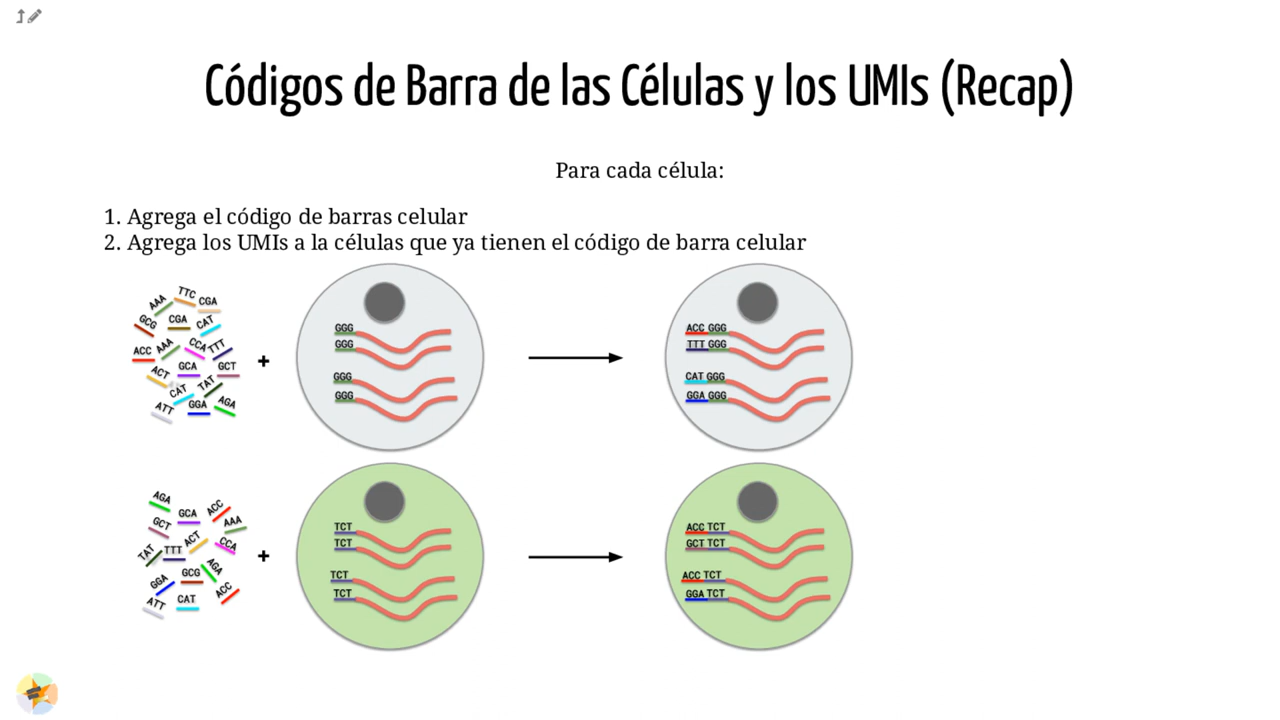 Códigos de Barra de las Células y los UMIs (Recap)
Para cada célula:
1. Agrega el código de barras celular
2. Agrega los UMIs a la células que ya tienen el código de barra celular
AAA TTC CGA
GCG CGA CAT
ACC AAA CCA TTT
ACT GCA GCT
CAT TAT
ATT GGA AGA
+
GGG
GGG
GGG
GGG
ACC GGG
TTT GGG
CAT GGG
GGA GGG
AGA GCA ACC
GCT AAA
TAT TTT ACT CCA
GGA GCG AGA
ATT CAT ACC
+
TCT
TCT
TCT
TCT
ACC TCT
GCT TCT
ACC TCT
GGA TCT